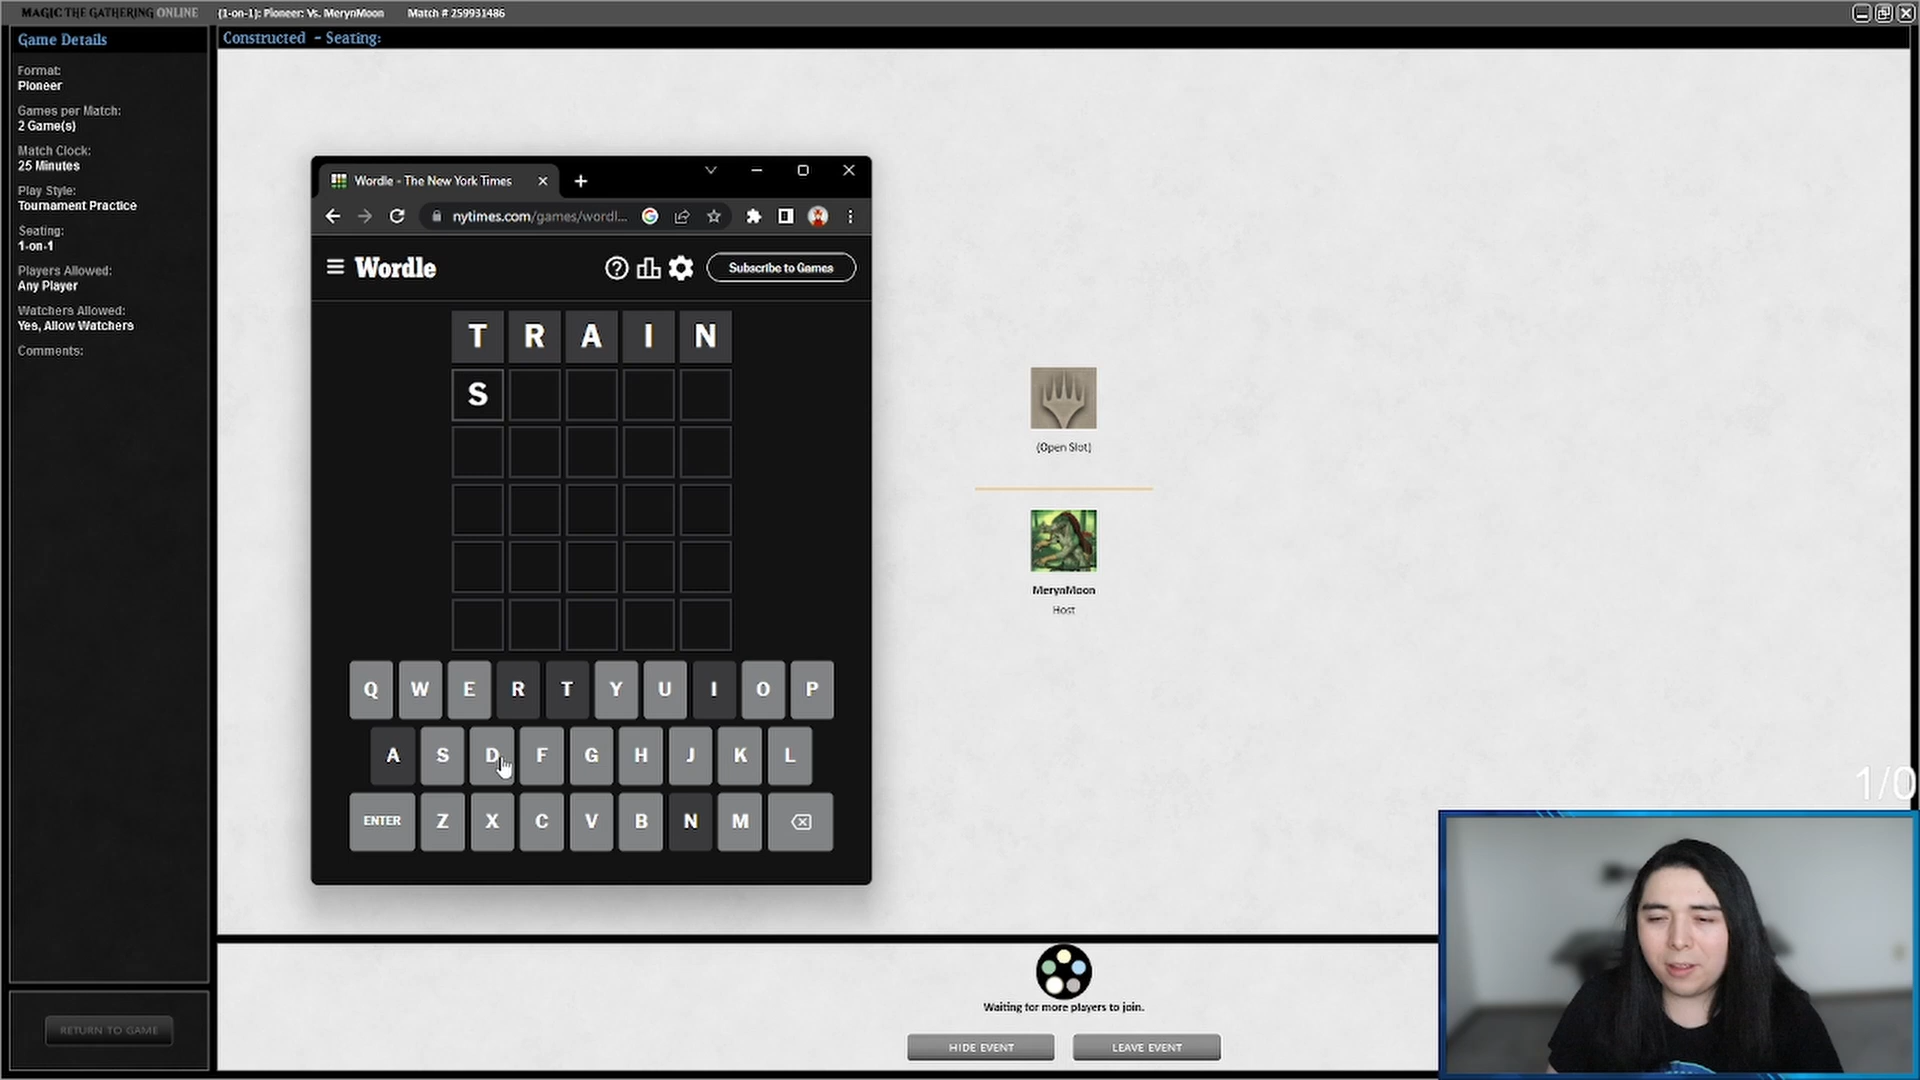 MAGIC THE GATHERING ONLINE
(1-on-1): Pioneer: Vs. MerynMoon
Match # 259931486
Game Details
Constructed - Seating:
Format:
Pioneer
Games per Match:
2 Game(s)
Match Clock:
25 Minutes
Play Style:
Tournament Practice
Seating:
1-on-1
Players Allowed:
Any Player
Watchers Allowed:
Yes, Allow Watchers
Comments:
Wordle - The New York Times
nytimes.com/games/wordl...
Wordle
Subscribe to Games
T R A I N
S
Q W E R T Y U I O P
A S D F G H J K L
ENTER Z X C V B N M
(Open Slot)
MerynMoon
Host
1/0
Waiting for more players to join.
HIDE EVENT
LEAVE EVENT
RETURN TO GAME